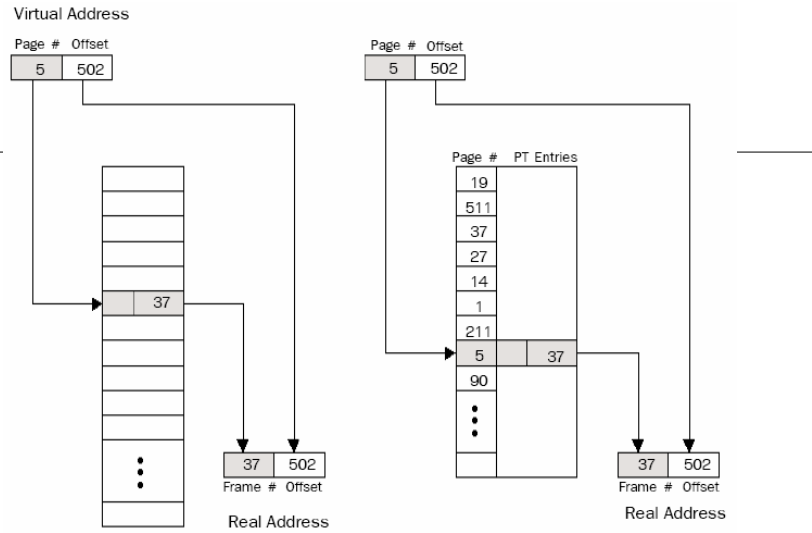 Virtual Address
Page # Offset
5 502
37
37 502
Frame # Offset
Real Address
Page # Offset
5 502
Page # PT Entries
19
511
37
27
14
1
211
5 37
90
37 502
Frame # Offset
Real Address